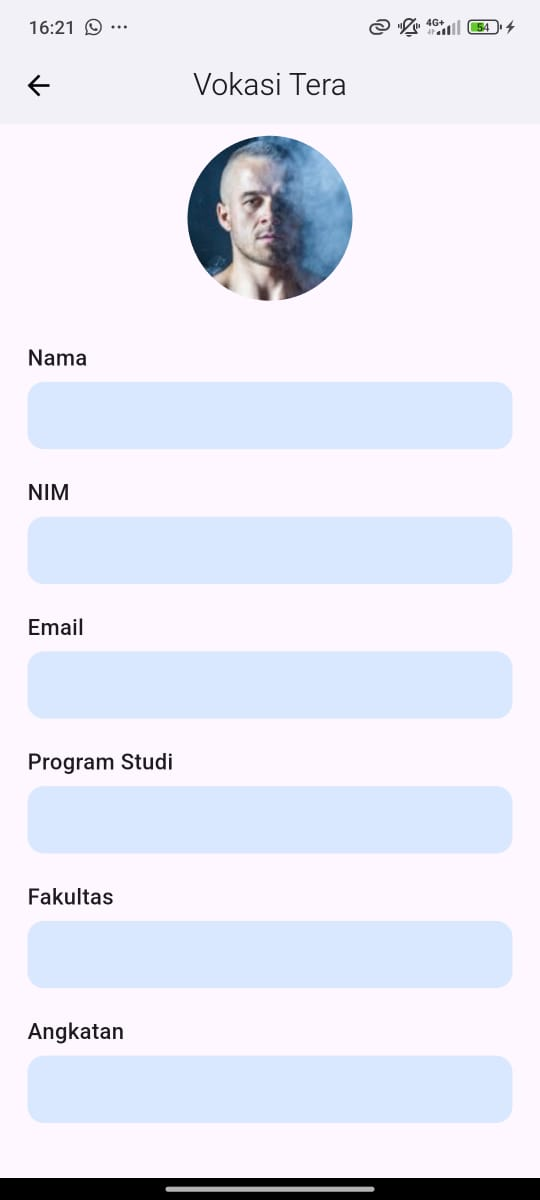 16:21
4G+
54
Vokasi Tera
Nama
NIM
Email
Program Studi
Fakultas
Angkatan